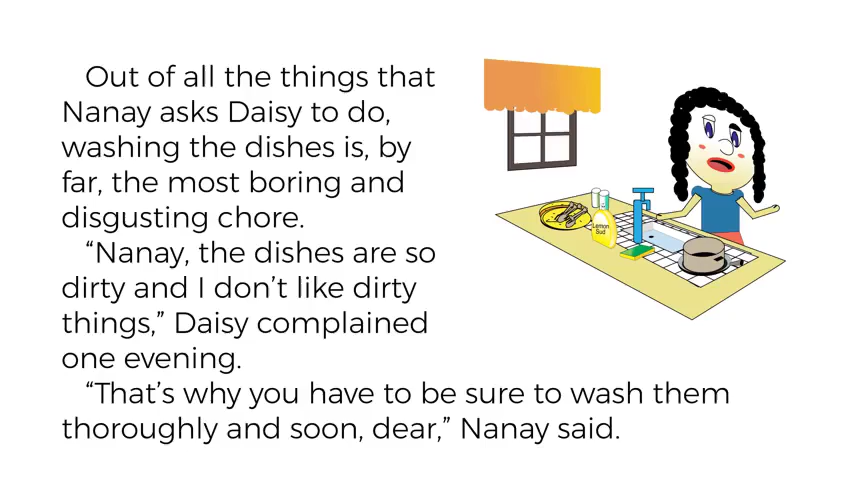 Out of all the things that
Nanay asks Daisy to do,
washing the dishes is, by
far, the most boring and
disgusting chore.
“Nanay, the dishes are so
dirty and I don’t like dirty
things,” Daisy complained
one evening.
“That’s why you have to be sure to wash them
thoroughly and soon, dear,” Nanay said.
Lemon
Sud